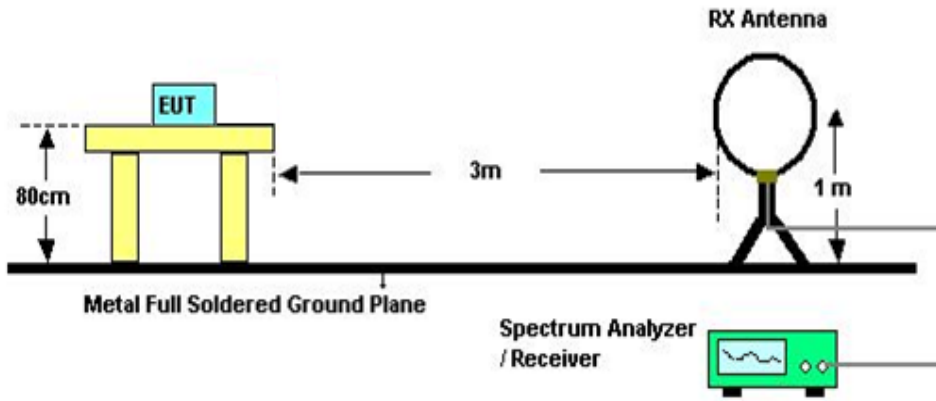 RX Antenna
EUT
80cm
3m
1 m
Metal Full Soldered Ground Plane
Spectrum Analyzer
/ Receiver